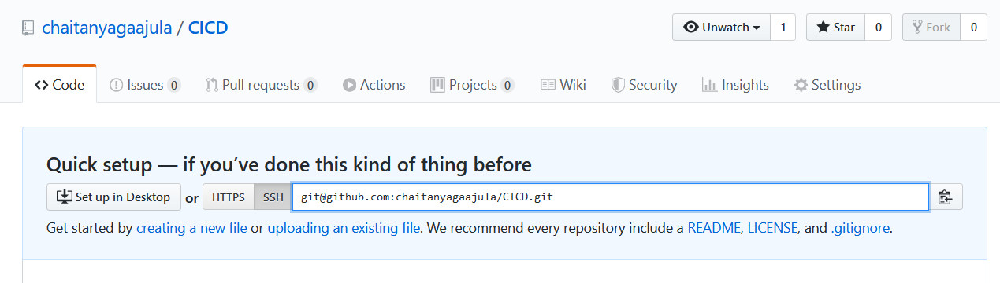 chaitanyagaajula / CICD
Unwatch 1 Star 0 Fork 0
Code Issues 0 Pull requests 0 Actions Projects 0 Wiki Security Insights Settings
Quick setup — if you’ve done this kind of thing before
Set up in Desktop or HTTPS SSH git@github.com:chaitanyagaajula/CICD.git
Get started by creating a new file or uploading an existing file. We recommend every repository include a README, LICENSE, and .gitignore.